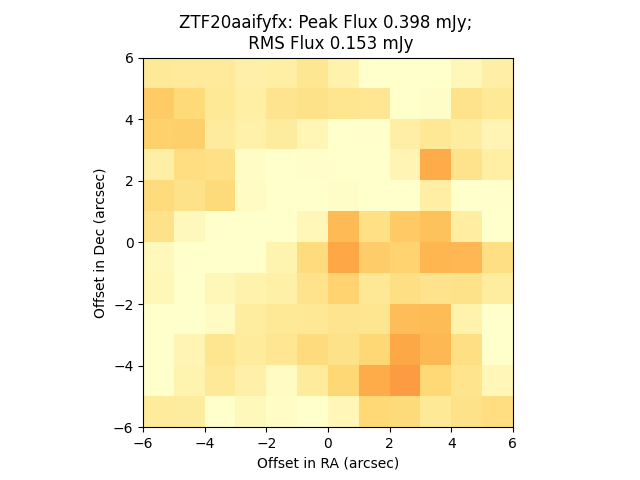 ZTF20aaifyfx: Peak Flux 0.398 mJy;
RMS Flux 0.153 mJy
6
4
2
0
−2
−4
−6
Offset in Dec (arcsec)
−6 −4 −2 0 2 4 6
Offset in RA (arcsec)